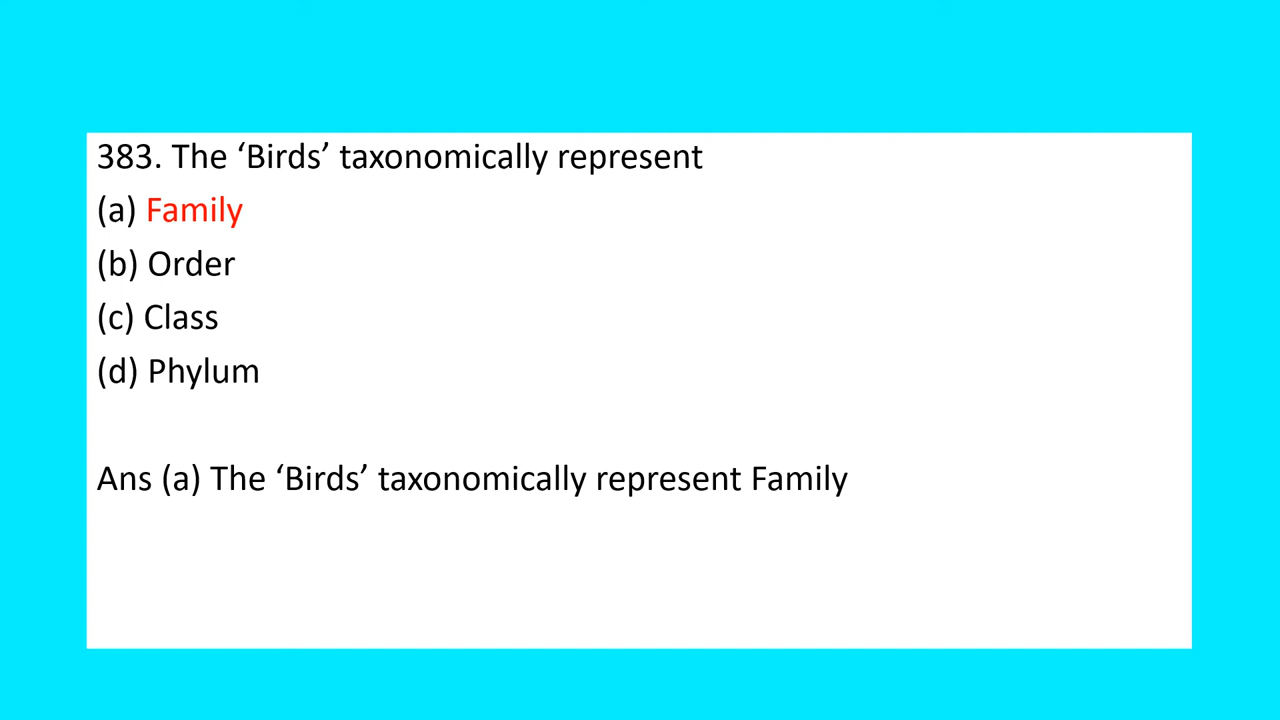 383. The ‘Birds’ taxonomically represent
(a) Family
(b) Order
(c) Class
(d) Phylum
Ans (a) The ‘Birds’ taxonomically represent Family